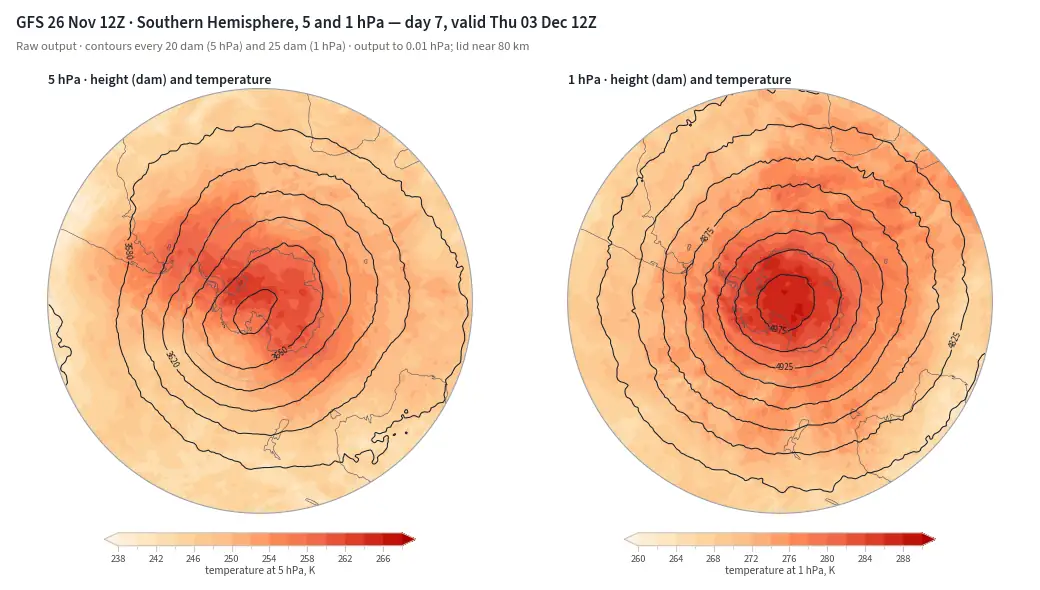 GFS 26 Nov 12Z · Southern Hemisphere, 5 and 1 hPa — day 7, valid Thu 03 Dec 12Z
Raw output · contours every 20 dam (5 hPa) and 25 dam (1 hPa) · output to 0.01 hPa; lid near 80 km
5 hPa · height (dam) and temperature
1 hPa · height (dam) and temperature
3580
3620
4875
4975
4925
4825
238 242 246 250 254 258 262 266
temperature at 5 hPa, K
260 264 268 272 276 280 284 288
temperature at 1 hPa, K